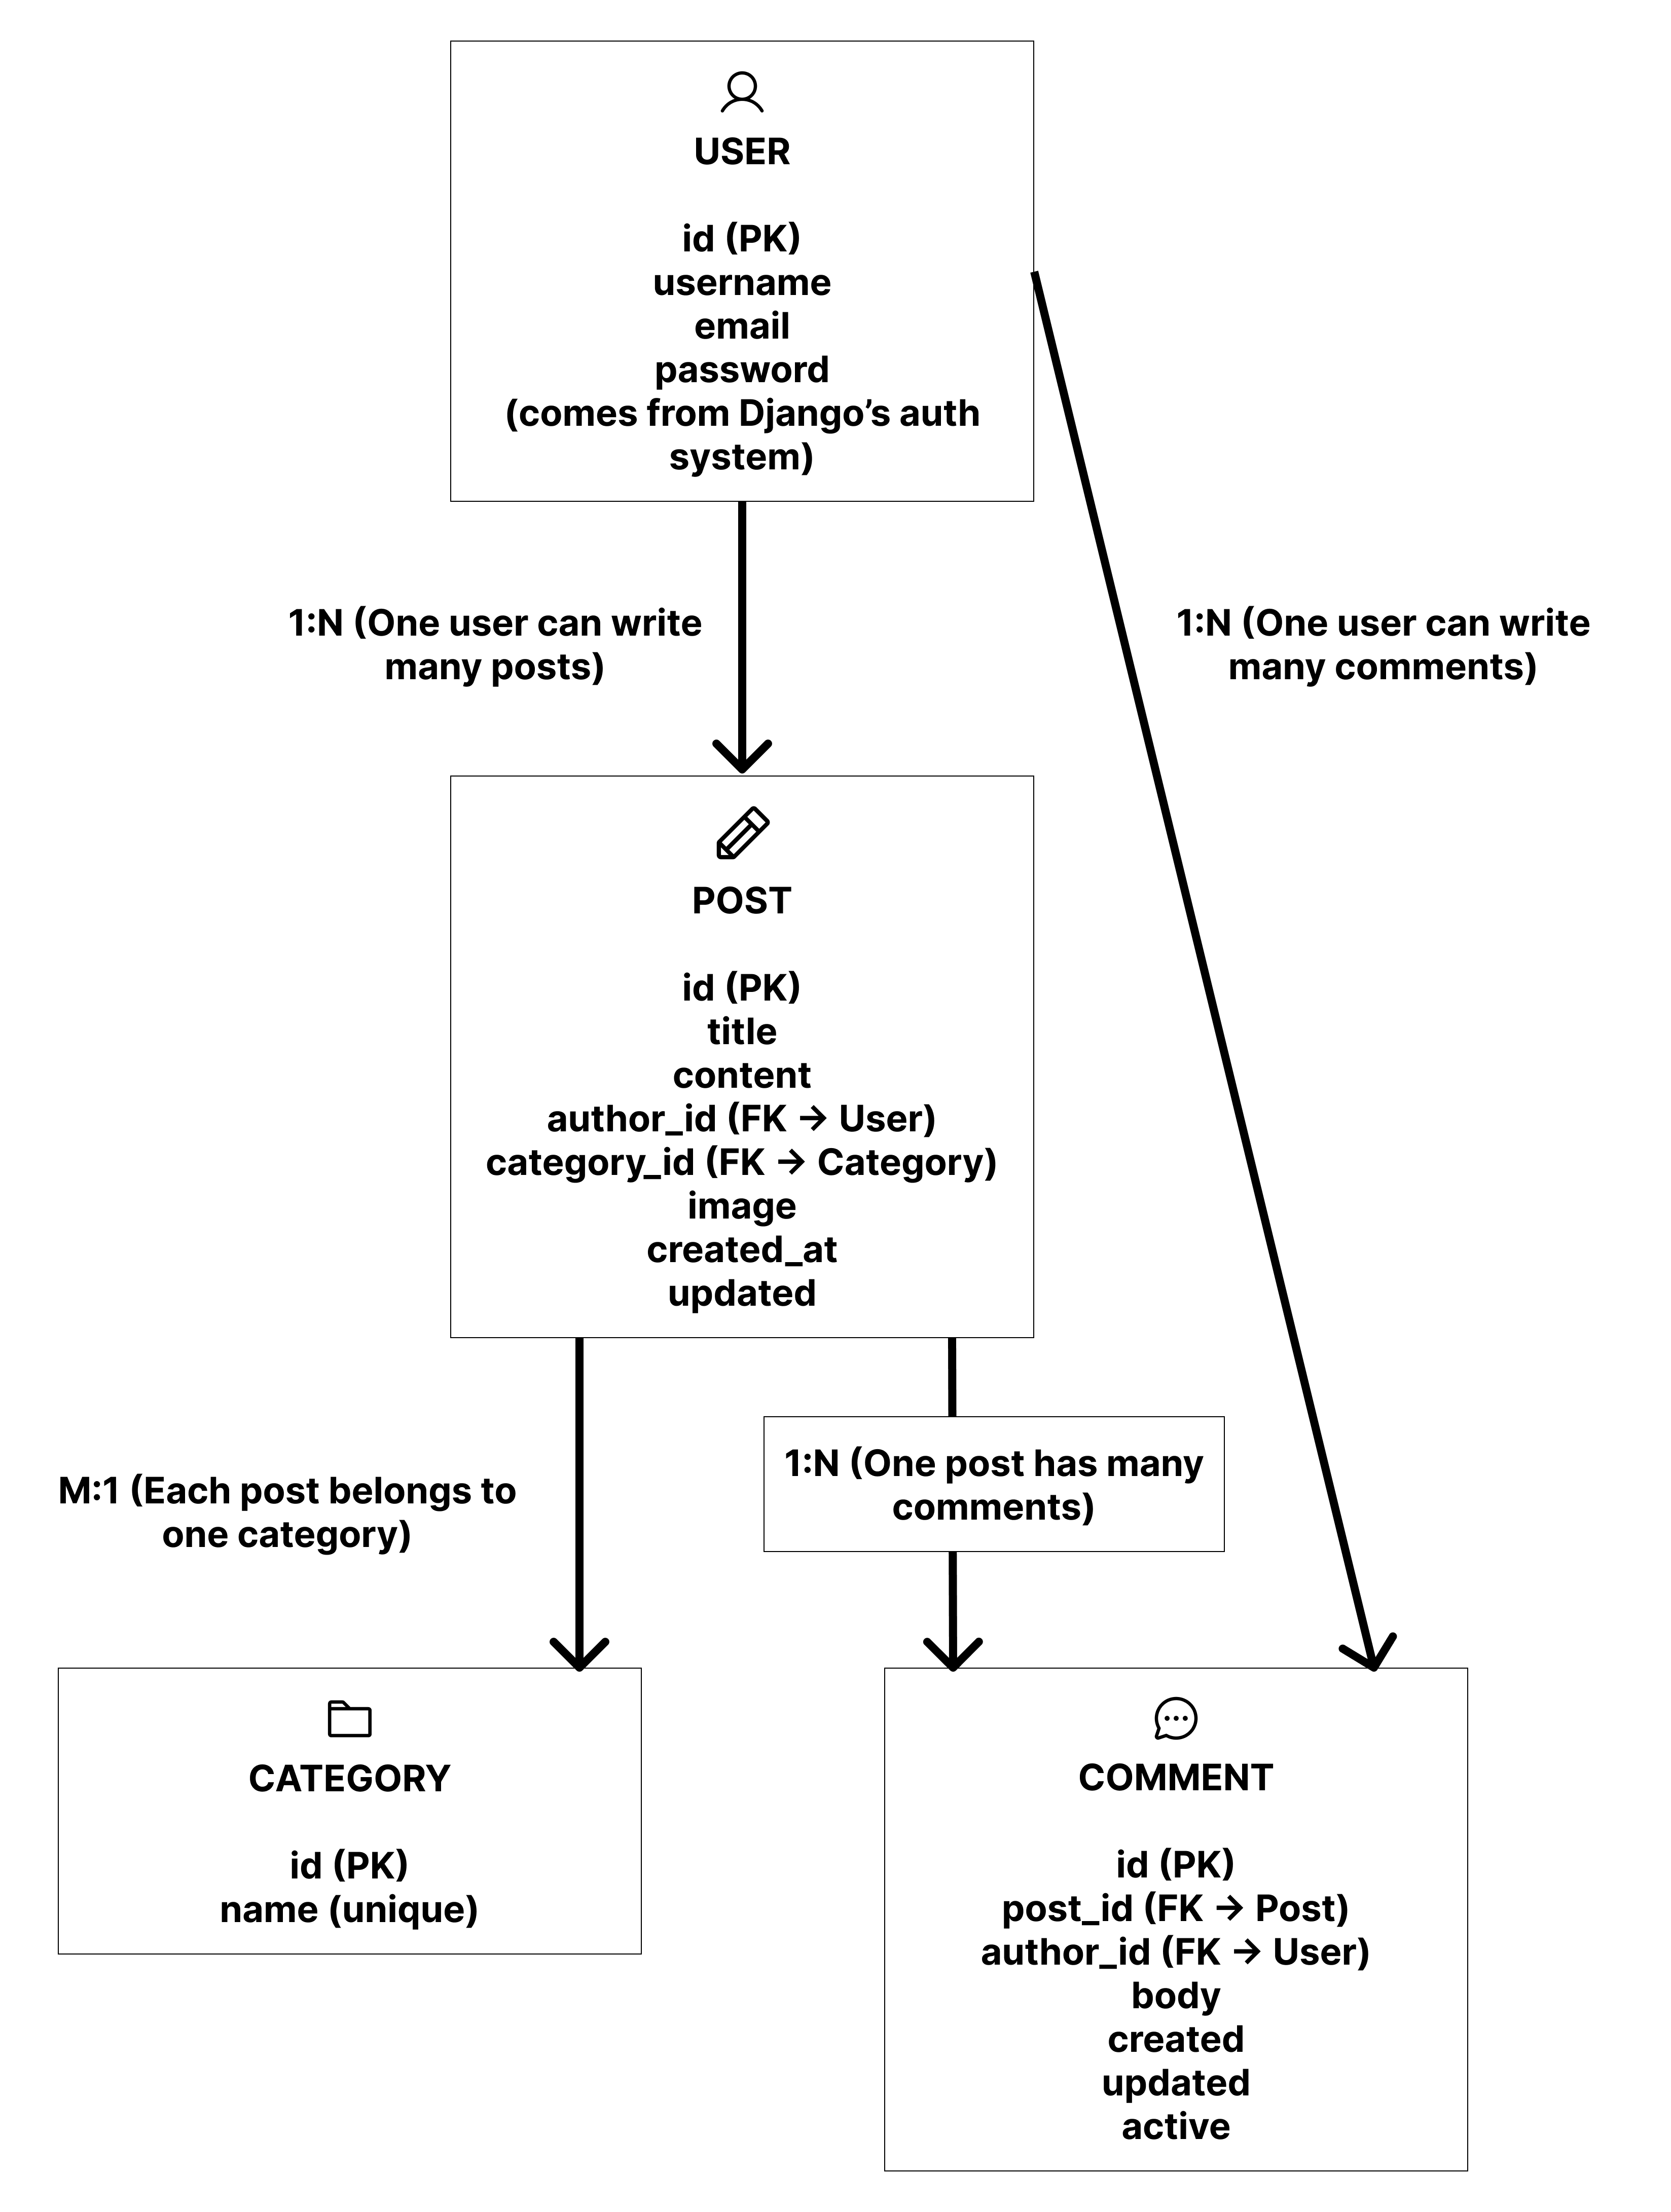 USER
id (PK)
username
email
password
(comes from Django’s auth
system)
1:N (One user can write
many posts)
1:N (One user can write
many comments)
POST
id (PK)
title
content
author_id (FK → User)
category_id (FK → Category)
image
created_at
updated
M:1 (Each post belongs to
one category)
1:N (One post has many
comments)
CATEGORY
id (PK)
name (unique)
COMMENT
id (PK)
post_id (FK → Post)
author_id (FK → User)
body
created
updated
active